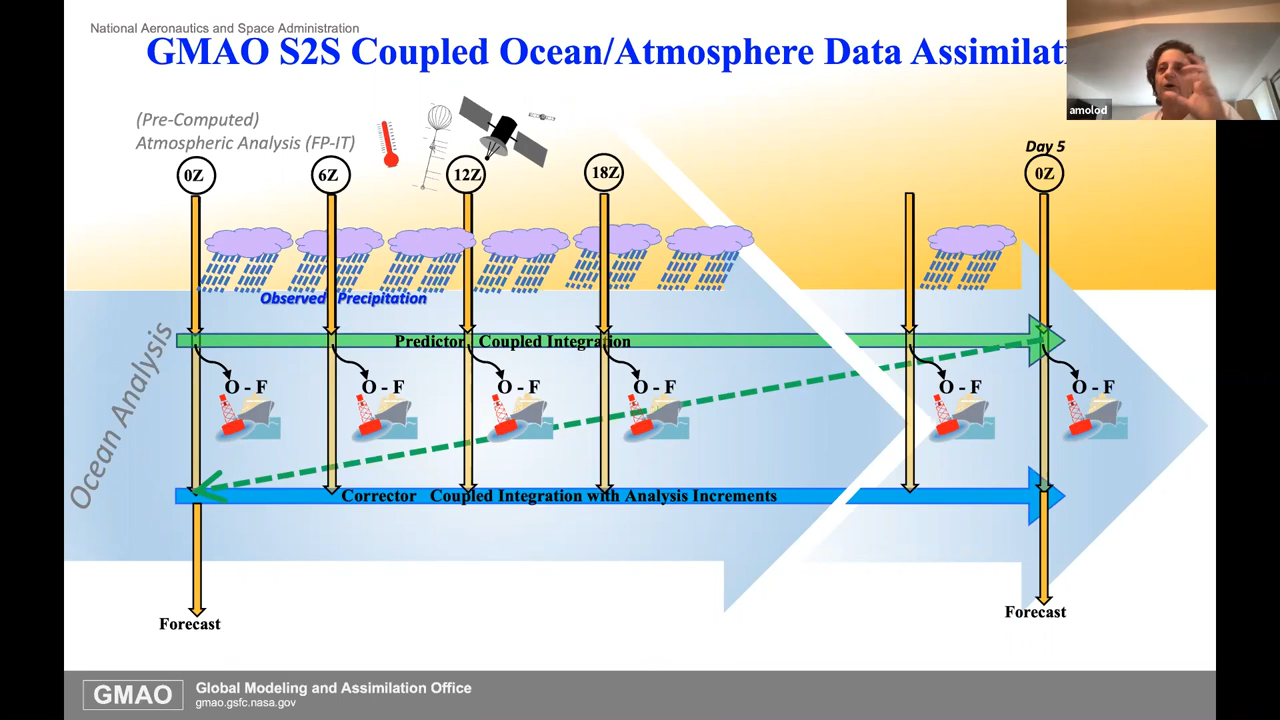 National Aeronautics and Space Administration
GMAO S2S Coupled Ocean/Atmosphere Data Assimilati
amolod
(Pre-Computed)
Atmospheric Analysis (FP-IT)
Day 5
0Z
6Z
12Z
18Z
0Z
Observed Precipitation
Predictor Coupled Integration
Ocean Analysis
O - F
O - F
O - F
O - F
O - F
O - F
Corrector Coupled Integration with Analysis Increments
Forecast
Forecast
GMAO
Global Modeling and Assimilation Office
gmao.gsfc.nasa.gov